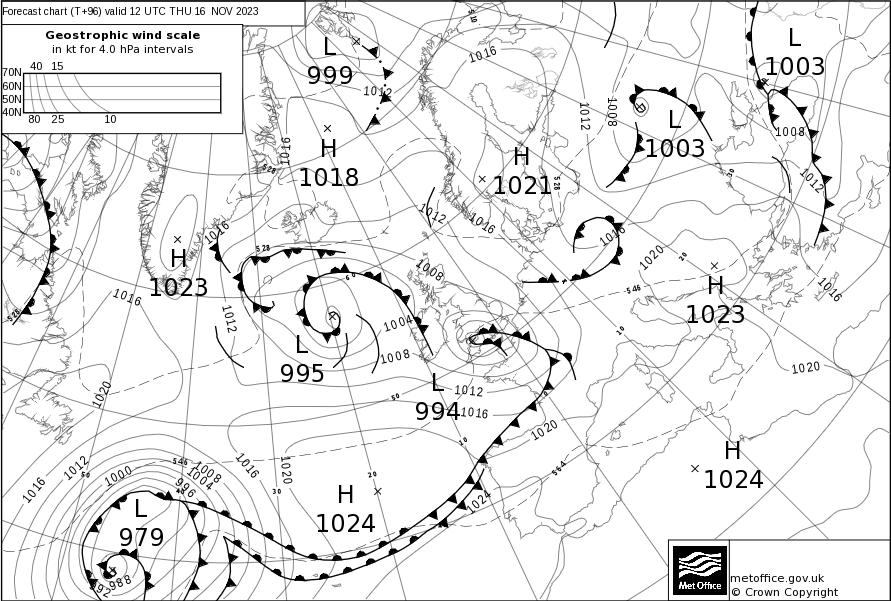 Forecast chart (T+96) valid 12 UTC THU 16 NOV 2023
Geostrophic wind scale
in kt for 4.0 hPa intervals
40 15
70N
60N
50N
40N
80 25 10
L
999
L
1003
510
1016
1012
1012
1008
L
1003
1008
H
1018
1016
528
H
1021
528
1012
1012
1016
1016
1016
1020
H
1023
528
1008
546
H
1023
1016
1016
528
1012
1004
1008
L
995
L
994
1012
1016
1020
1020
1020
50
10
10
20
60
564
H
1024
1016
1012
1000
546
1008
1004
996
1016
1020
30
20
40
60
H
1024
1024
L
979
992
988
Met Office
metoffice.gov.uk
© Crown Copyright